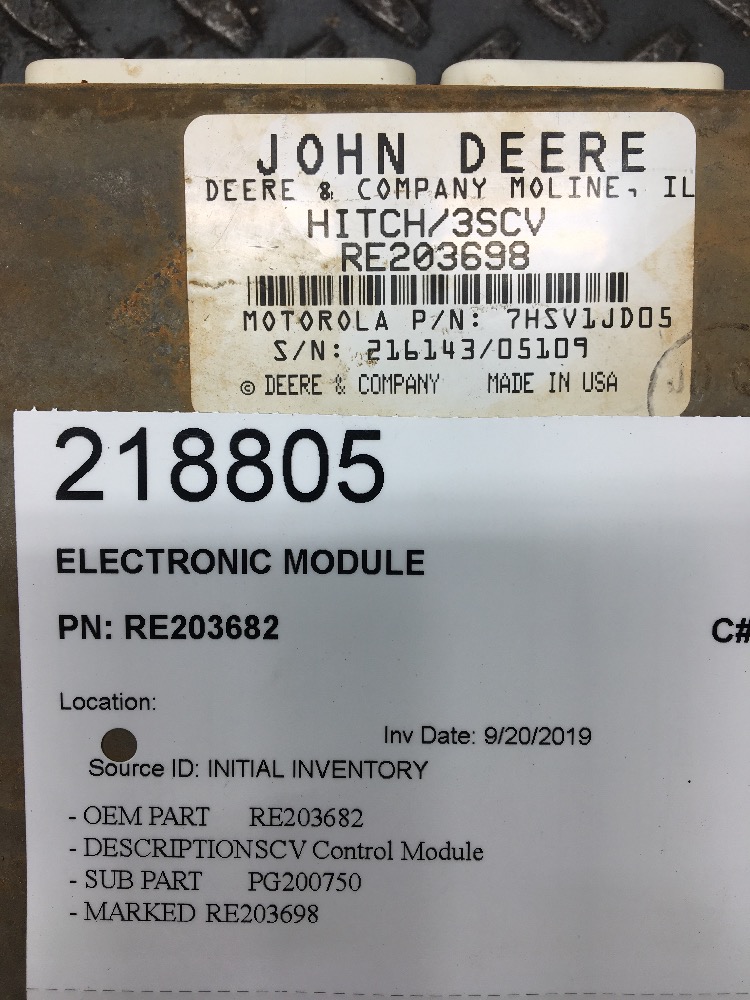 JOHN DEERE
DEERE & COMPANY MOLINE, IL
HITCH/3SCV
RE203698
MOTOROLA P/N: 7HSV1JD05
S/N: 216143/05109
© DEERE & COMPANY MADE IN USA
218805
ELECTRONIC MODULE
PN: RE203682 C#
Location:
Inv Date: 9/20/2019
Source ID: INITIAL INVENTORY
- OEM PART RE203682
- DESCRIPTIONSCV Control Module
- SUB PART PG200750
- MARKED RE203698